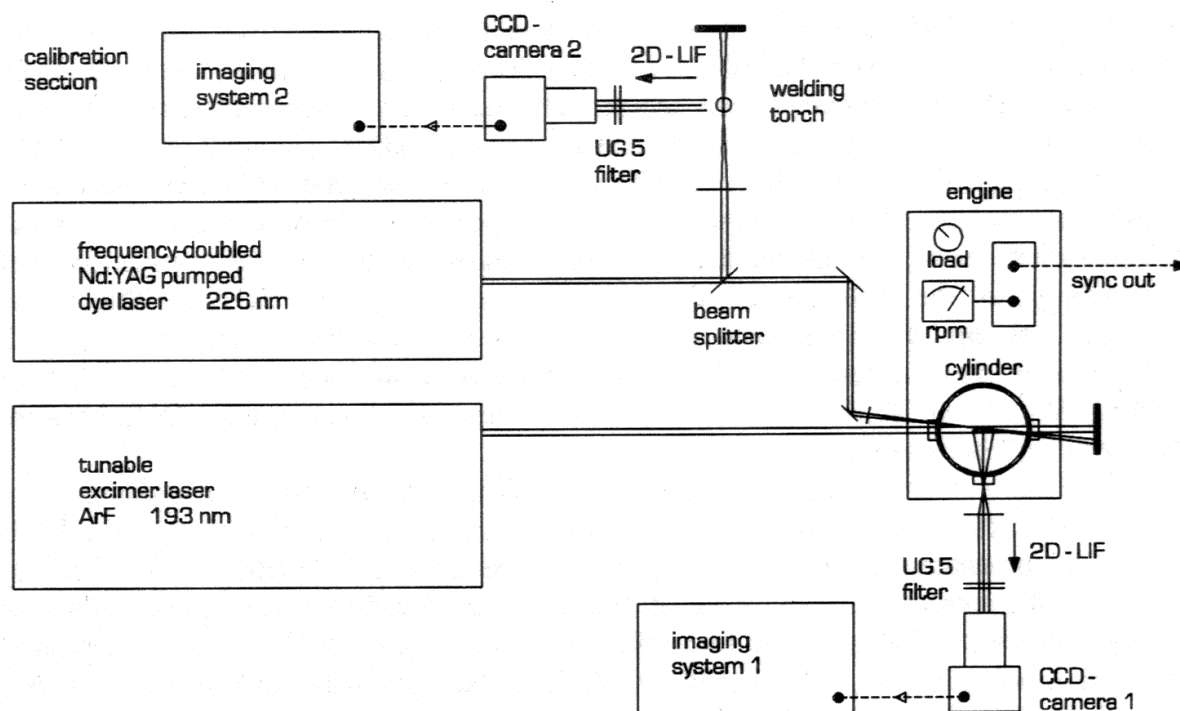 calibration
section
imaging
system 2
CCD-
camera 2
2D-LIF
welding
torch
UG 5
filter
frequency-doubled
Nd:YAG pumped
dye laser 226 nm
beam
splitter
engine
load
rpm
sync out
cylinder
tunable
excimer laser
ArF 193 nm
2D-LIF
UG 5
filter
imaging
system 1
CCD-
camera 1